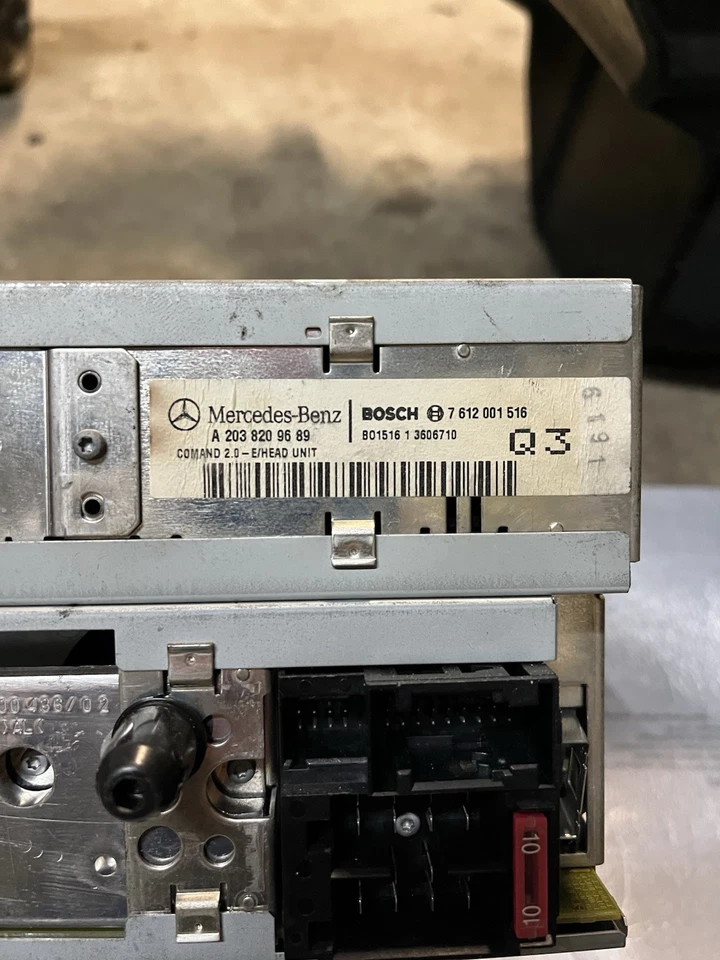 Mercedes-Benz
A 203 820 96 89
COMAND 2.0-E/HEAD UNIT
BOSCH 7 612 001 516
BO1516 1 3606710
Q3
6191
10
10